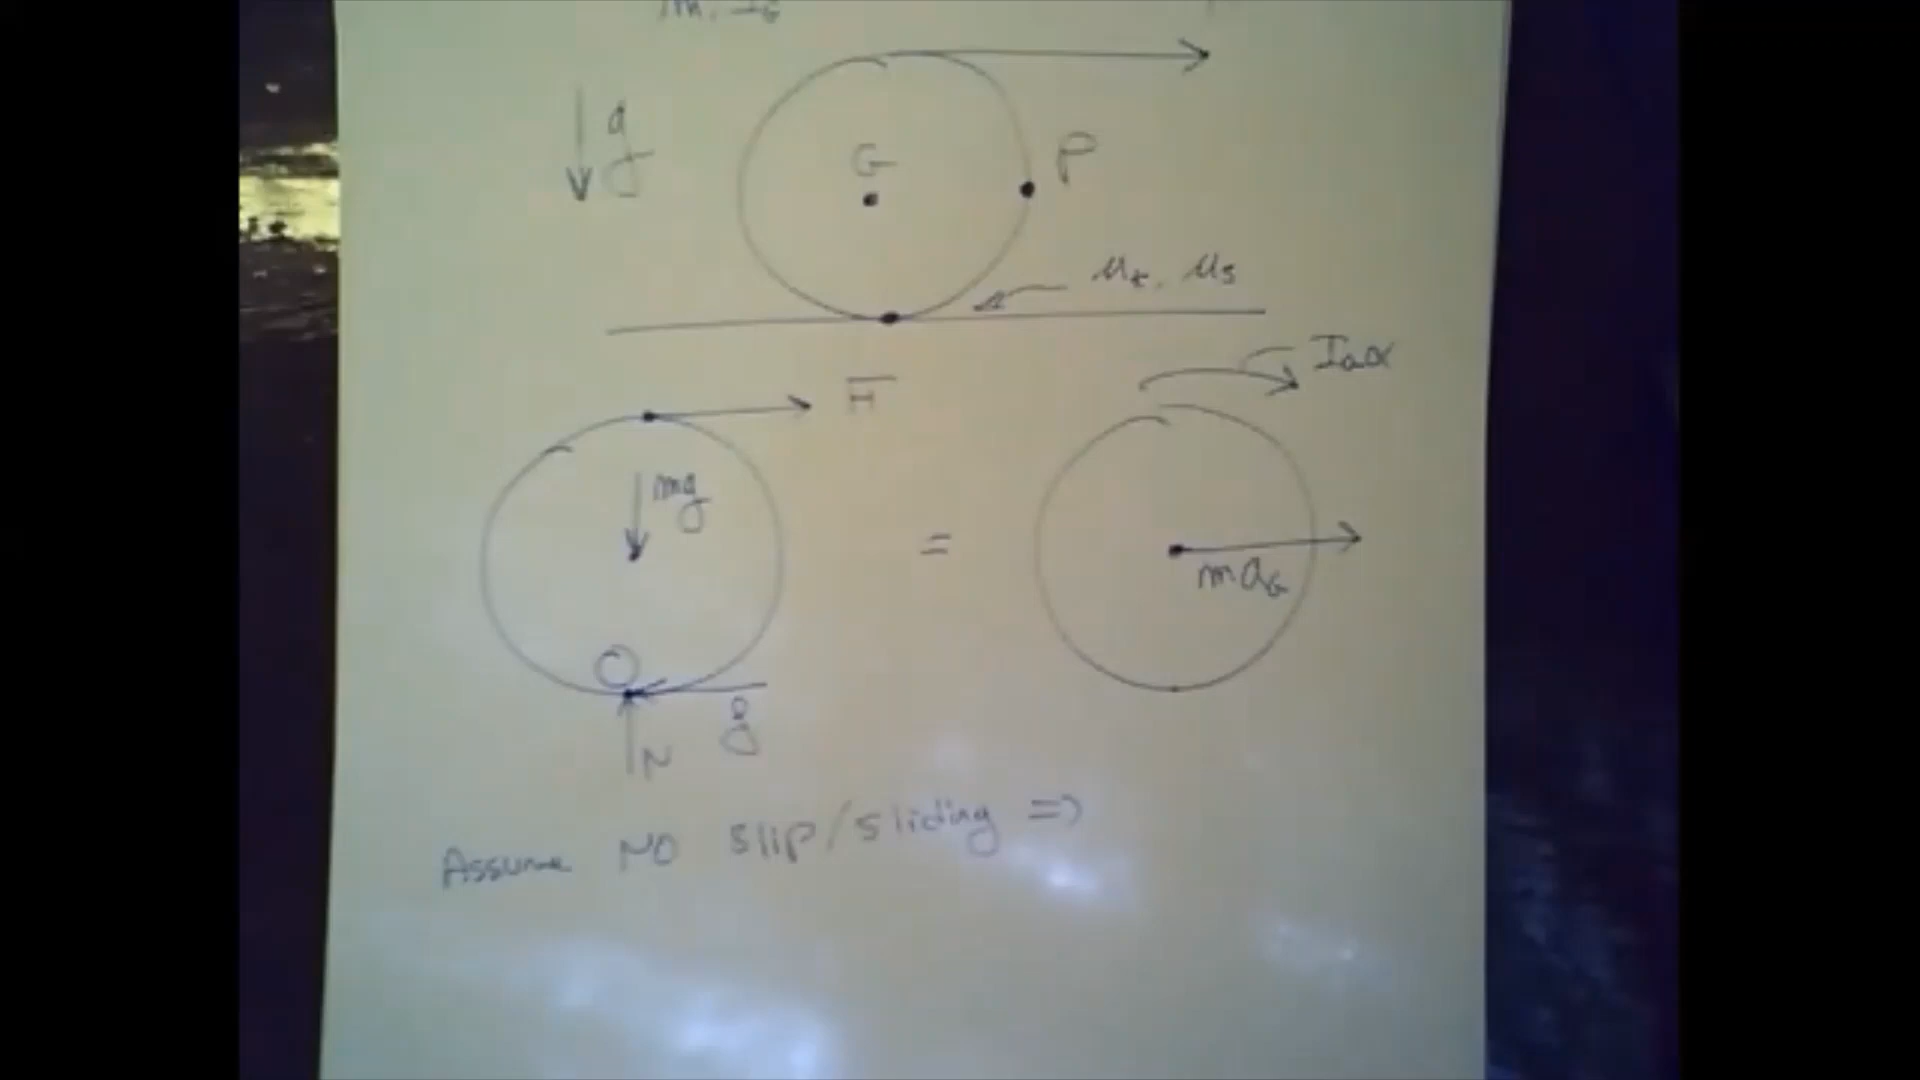 m, I_G
g
G
P
μ_k, μ_s
I_Gα
mg
=
ma_G
O
N
Assume NO slip/sliding =>